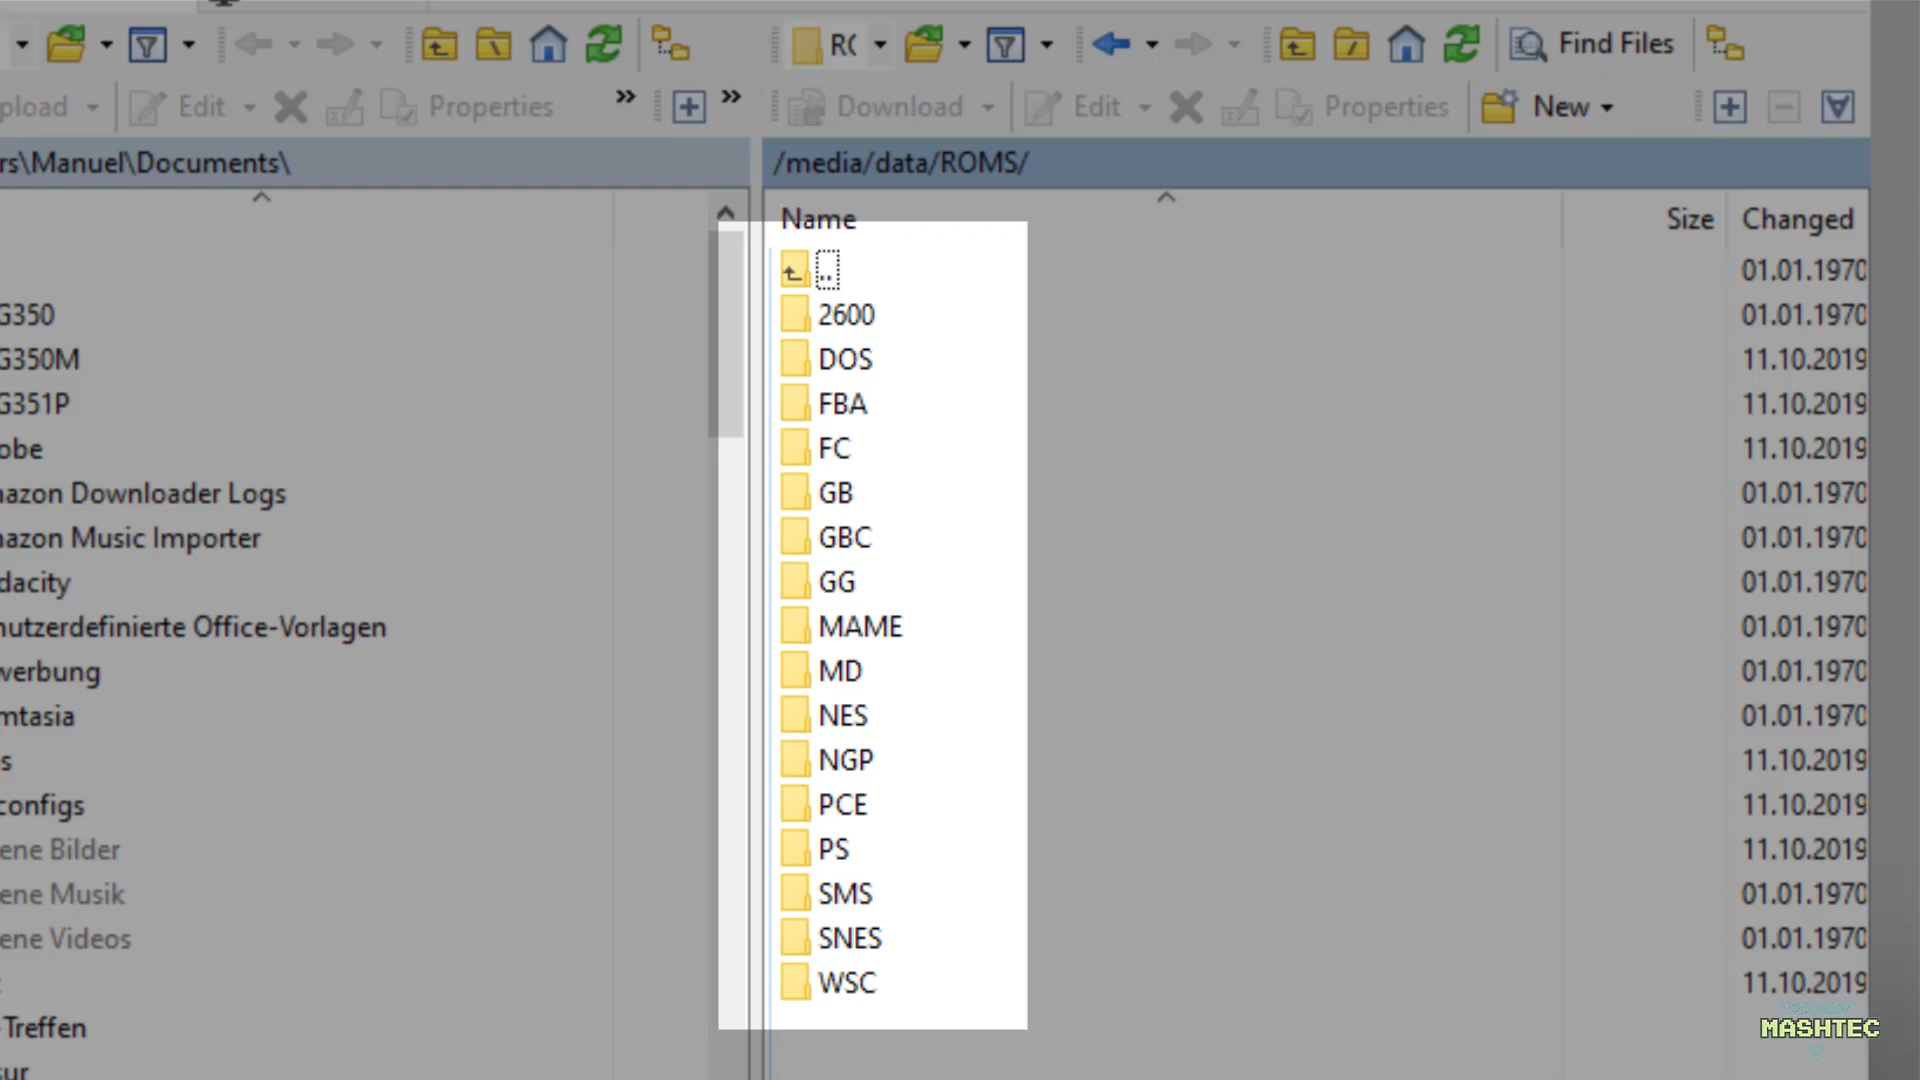 RC
Find Files
pload
Edit
Properties
»
»
Download
Edit
Properties
New
rs\Manuel\Documents\
/media/data/ROMS/
Name
Size
Changed
..
01.01.1970
G350
2600
01.01.1970
G350M
DOS
11.10.2019
G351P
FBA
11.10.2019
obe
FC
11.10.2019
nazon Downloader Logs
GB
01.01.1970
nazon Music Importer
GBC
01.01.1970
dacity
GG
01.01.1970
nutzerdefinierte Office-Vorlagen
MAME
01.01.1970
werbung
MD
01.01.1970
mtasia
NES
01.01.1970
s
NGP
11.10.2019
configs
PCE
11.10.2019
ene Bilder
PS
11.10.2019
ene Musik
SMS
01.01.1970
ene Videos
SNES
01.01.1970
WSC
11.10.2019
-Treffen
MASHTEC
sur